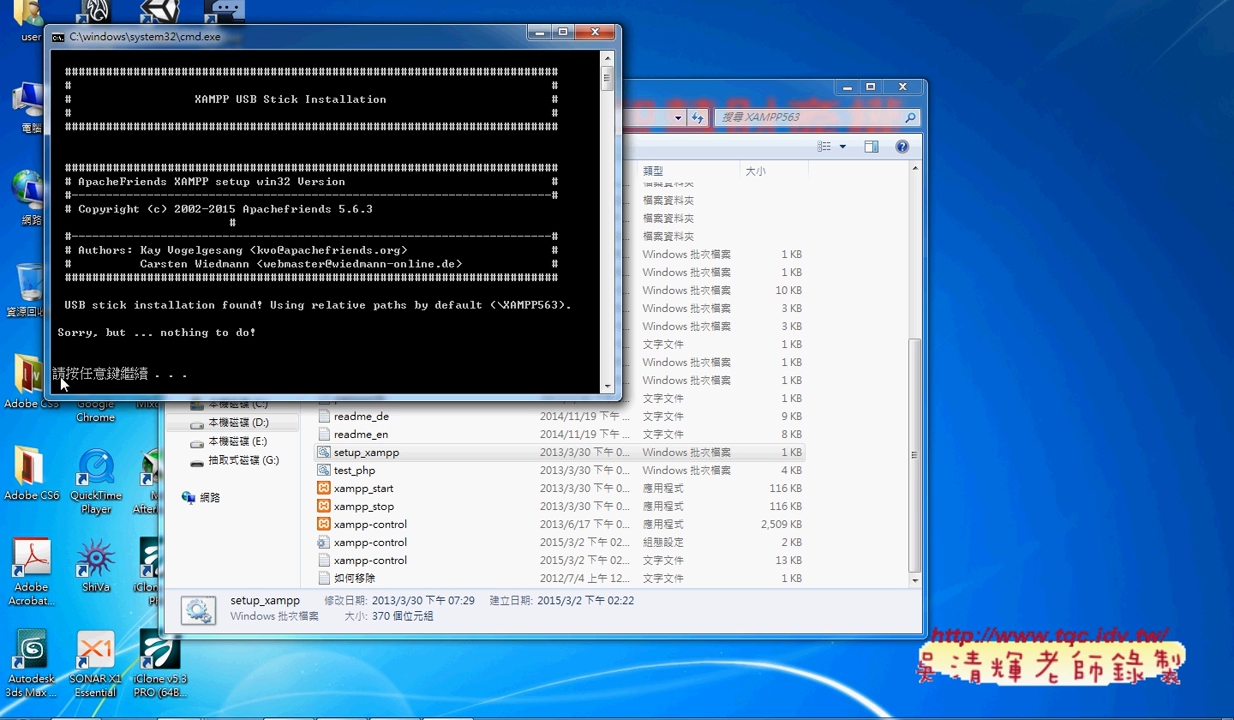 user
C:\windows\system32\cmd.exe
################################################################
# #
# XAMPP USB Stick Installation #
# #
################################################################
################################################################
# ApacheFriends XAMPP setup win32 Version #
#--------------------------------------------------------------#
# Copyright (c) 2002-2015 Apachefriends 5.6.3
#
#--------------------------------------------------------------#
# Authors: Kay Vogelgesang <kvo@apachefriends.org> #
# Carsten Wiedmann <webmaster@wiedmann-online.de> #
################################################################
USB stick installation found! Using relative paths by default (\XAMPP563).
Sorry, but ... nothing to do!
請按任意鍵繼續 . . .
搜尋 XAMPP563
類型 大小
檔案資料夾
檔案資料夾
檔案資料夾
檔案資料夾
Windows 批次檔案 1 KB
Windows 批次檔案 1 KB
Windows 批次檔案 10 KB
Windows 批次檔案 3 KB
Windows 批次檔案 3 KB
文字文件 1 KB
Windows 批次檔案 1 KB
Windows 批次檔案 1 KB
文字文件 1 KB
readme_de 2014/11/19 下午 ... 文字文件 9 KB
readme_en 2014/11/19 下午 ... 文字文件 8 KB
setup_xampp 2013/3/30 下午 0... Windows 批次檔案 1 KB
test_php 2013/3/30 下午 0... Windows 批次檔案 4 KB
xampp_start 2013/3/30 下午 0... 應用程式 116 KB
xampp_stop 2013/3/30 下午 0... 應用程式 116 KB
xampp-control 2013/6/17 下午 0... 應用程式 2,509 KB
xampp-control 2015/3/2 下午 02... 組態設定 2 KB
xampp-control 2015/3/2 下午 02... 文字文件 13 KB
如何移除 2012/7/4 上午 12... 文字文件 1 KB
本機磁碟 (C:)
本機磁碟 (D:)
本機磁碟 (E:)
抽取式磁碟 (G:)
網路
setup_xampp 修改日期: 2013/3/30 下午 07:29 建立日期: 2015/3/2 下午 02:22
Windows 批次檔案 大小: 370 個位元組
電腦
網路
資源回收
Adobe CS5
Google Chrome
Adobe CS6
QuickTime Player
Adobe Acrobat...
ShiVa
Autodesk 3ds Max ...
SONAR X1 Essential
iClone v5.3 PRO (64B...
http://www.tqc.idv.tw/
吳清輝老師錄製